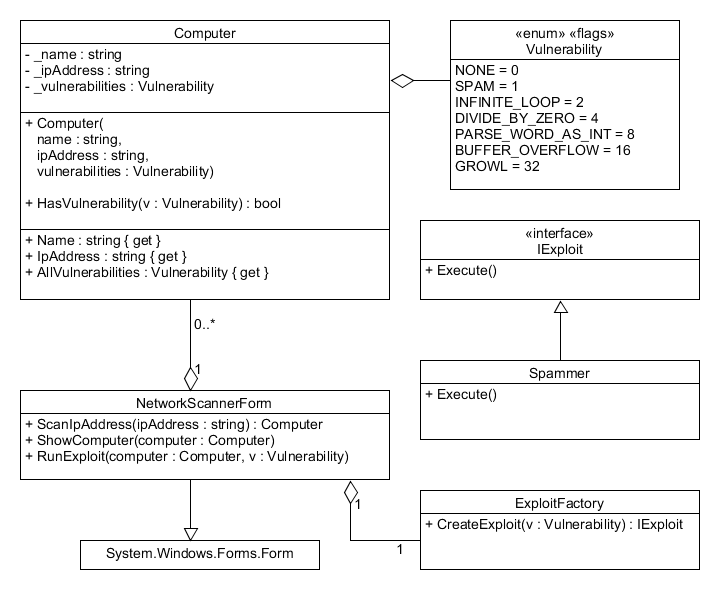 Computer
- _name : string
- _ipAddress : string
- _vulnerabilities : Vulnerability
+ Computer(
name : string,
ipAddress : string,
vulnerabilities : Vulnerability)
+ HasVulnerability(v : Vulnerability) : bool
+ Name : string { get }
+ IpAddress : string { get }
+ AllVulnerabilities : Vulnerability { get }
«enum» «flags»
Vulnerability
NONE = 0
SPAM = 1
INFINITE_LOOP = 2
DIVIDE_BY_ZERO = 4
PARSE_WORD_AS_INT = 8
BUFFER_OVERFLOW = 16
GROWL = 32
«interface»
IExploit
+ Execute()
0..*
1
Spammer
+ Execute()
NetworkScannerForm
+ ScanIpAddress(ipAddress : string) : Computer
+ ShowComputer(computer : Computer)
+ RunExploit(computer : Computer, v : Vulnerability)
1
1
ExploitFactory
+ CreateExploit(v : Vulnerability) : IExploit
System.Windows.Forms.Form